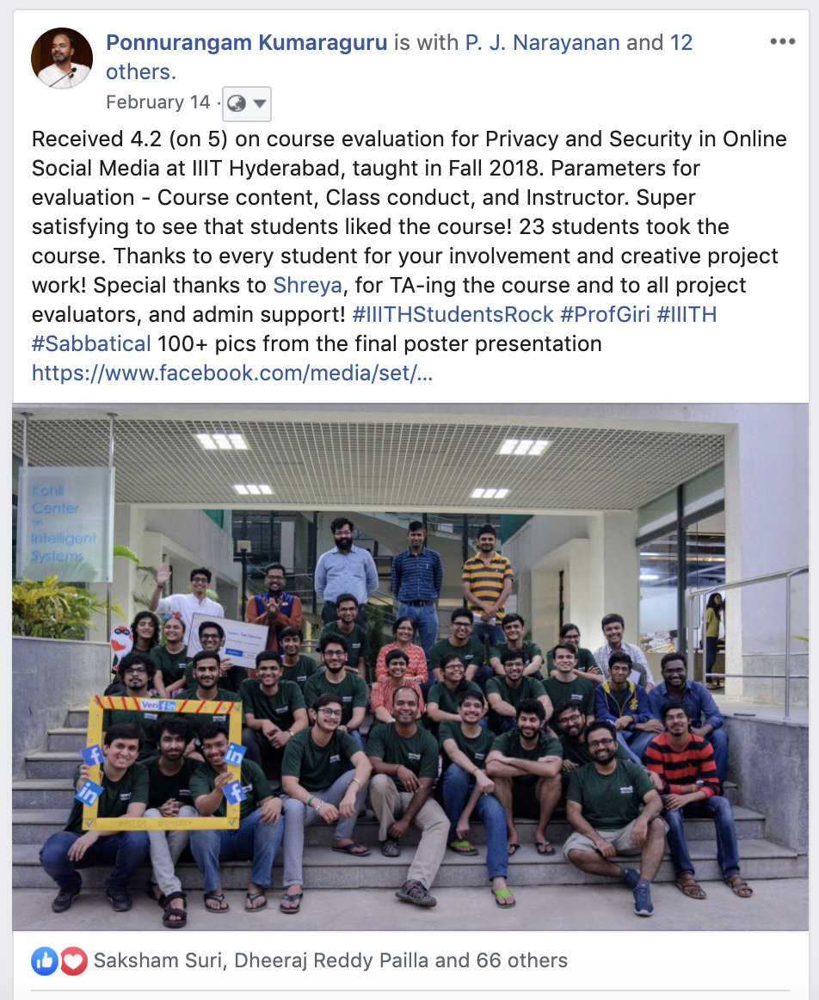 Ponnurangam Kumaraguru is with P. J. Narayanan and 12
others.
February 14 ·
Received 4.2 (on 5) on course evaluation for Privacy and Security in Online
Social Media at IIIT Hyderabad, taught in Fall 2018. Parameters for
evaluation - Course content, Class conduct, and Instructor. Super
satisfying to see that students liked the course! 23 students took the
course. Thanks to every student for your involvement and creative project
work! Special thanks to Shreya, for TA-ing the course and to all project
evaluators, and admin support! #IIITHStudentsRock #ProfGiri #IIITH
#Sabbatical 100+ pics from the final poster presentation
https://www.facebook.com/media/set/...
Kohli
Center
on
Intelligent
Systems
Verifin
f
in
in
f
Saksham Suri, Dheeraj Reddy Pailla and 66 others